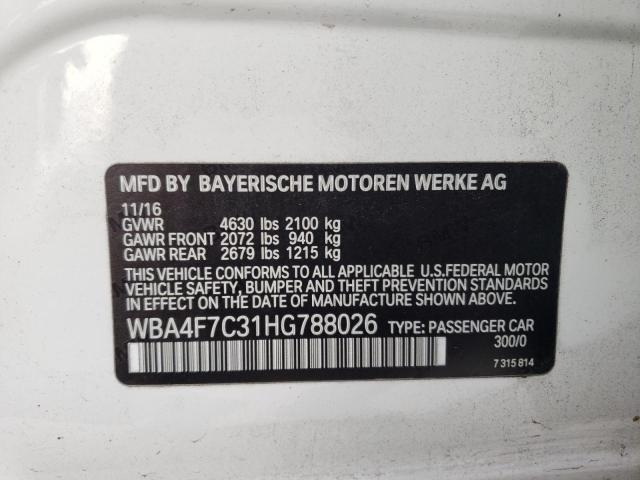 MFD BY BAYERISCHE MOTOREN WERKE AG
11/16
GVWR 4630 lbs 2100 kg
GAWR FRONT 2072 lbs 940 kg
GAWR REAR 2679 lbs 1215 kg
THIS VEHICLE CONFORMS TO ALL APPLICABLE U.S.FEDERAL MOTOR
VEHICLE SAFETY, BUMPER AND THEFT PREVENTION STANDARDS IN
EFFECT ON THE DATE OF MANUFACTURE SHOWN ABOVE.
WBA4F7C31HG788026 TYPE: PASSENGER CAR
300/0
7 315 814